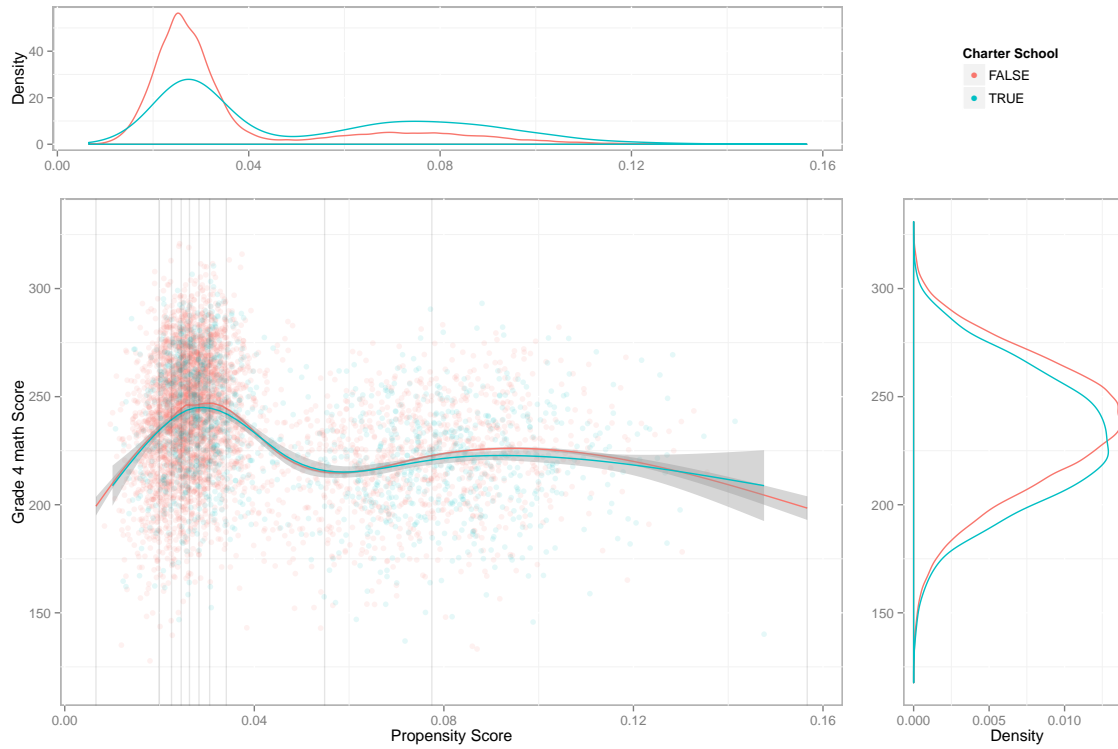 Density
40
20
0
0.00 0.04 0.08 0.12 0.16
Charter School
FALSE
TRUE
Grade 4 math Score
300
250
200
150
0.00 0.04 0.08 0.12 0.16
Propensity Score
300
250
200
150
0.000 0.005 0.010
Density